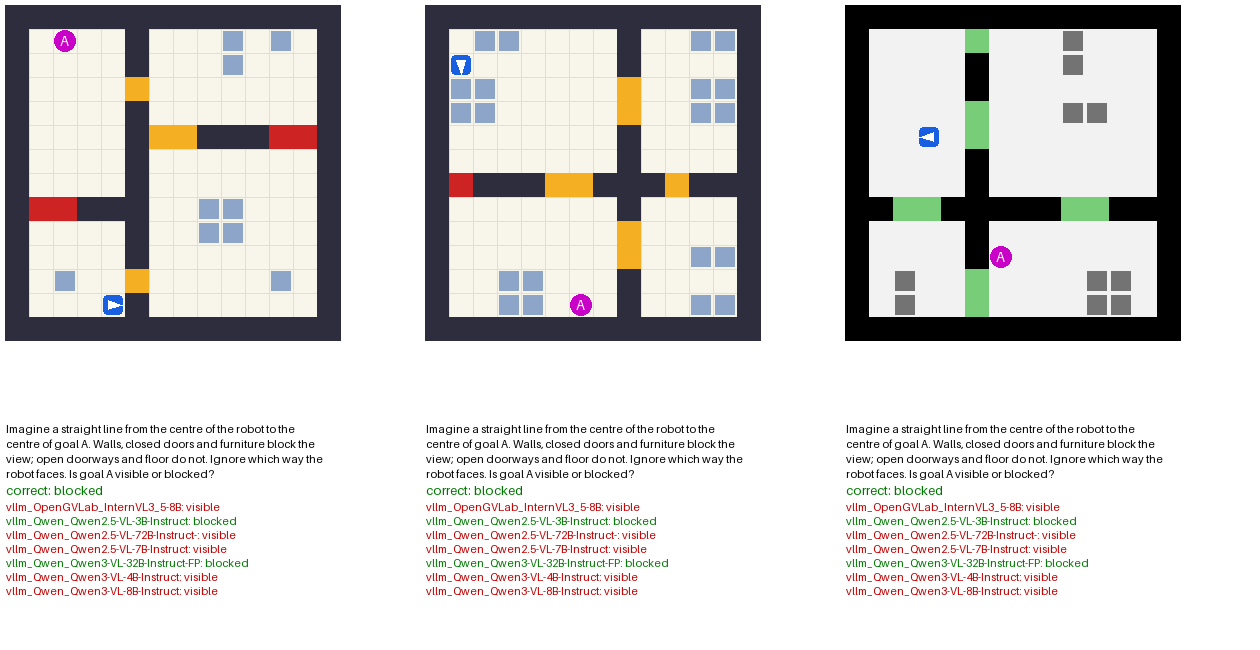 A
A
A
Imagine a straight line from the centre of the robot to the
centre of goal A. Walls, closed doors and furniture block the
view; open doorways and floor do not. Ignore which way the
robot faces. Is goal A visible or blocked?
correct: blocked
vllm_OpenGVLab_InternVL3_5-8B: visible
vllm_Qwen_Qwen2.5-VL-3B-Instruct: blocked
vllm_Qwen_Qwen2.5-VL-72B-Instruct-: visible
vllm_Qwen_Qwen2.5-VL-7B-Instruct: visible
vllm_Qwen_Qwen3-VL-32B-Instruct-FP: blocked
vllm_Qwen_Qwen3-VL-4B-Instruct: visible
vllm_Qwen_Qwen3-VL-8B-Instruct: visible
Imagine a straight line from the centre of the robot to the
centre of goal A. Walls, closed doors and furniture block the
view; open doorways and floor do not. Ignore which way the
robot faces. Is goal A visible or blocked?
correct: blocked
vllm_OpenGVLab_InternVL3_5-8B: visible
vllm_Qwen_Qwen2.5-VL-3B-Instruct: blocked
vllm_Qwen_Qwen2.5-VL-72B-Instruct-: visible
vllm_Qwen_Qwen2.5-VL-7B-Instruct: visible
vllm_Qwen_Qwen3-VL-32B-Instruct-FP: blocked
vllm_Qwen_Qwen3-VL-4B-Instruct: visible
vllm_Qwen_Qwen3-VL-8B-Instruct: visible
Imagine a straight line from the centre of the robot to the
centre of goal A. Walls, closed doors and furniture block the
view; open doorways and floor do not. Ignore which way the
robot faces. Is goal A visible or blocked?
correct: blocked
vllm_OpenGVLab_InternVL3_5-8B: visible
vllm_Qwen_Qwen2.5-VL-3B-Instruct: blocked
vllm_Qwen_Qwen2.5-VL-72B-Instruct-: visible
vllm_Qwen_Qwen2.5-VL-7B-Instruct: visible
vllm_Qwen_Qwen3-VL-32B-Instruct-FP: blocked
vllm_Qwen_Qwen3-VL-4B-Instruct: visible
vllm_Qwen_Qwen3-VL-8B-Instruct: visible